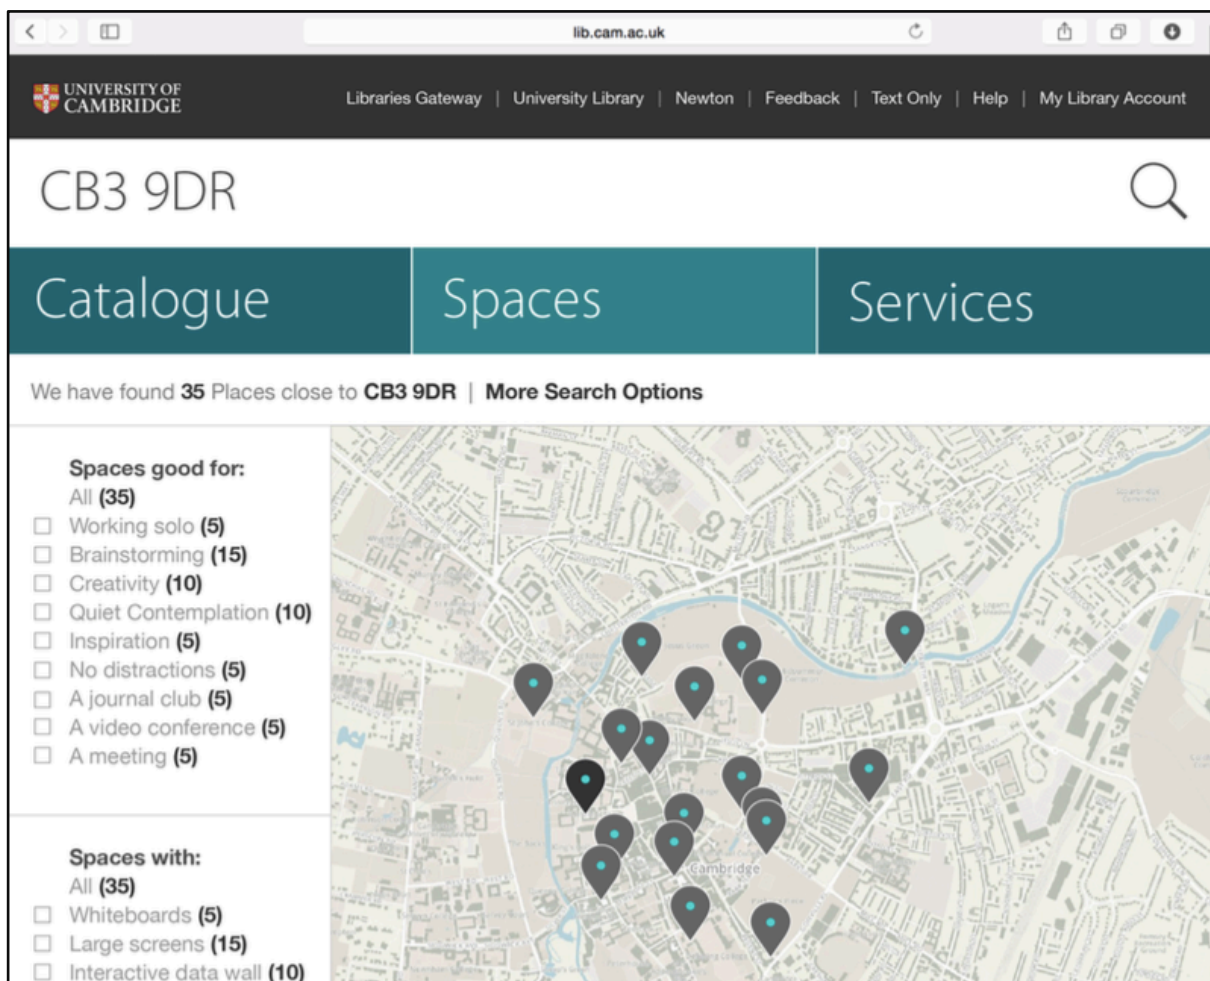 lib.cam.ac.uk
UNIVERSITY OF
CAMBRIDGE
Libraries Gateway | University Library | Newton | Feedback | Text Only | Help | My Library Account
CB3 9DR
Catalogue
Spaces
Services
We have found 35 Places close to CB3 9DR | More Search Options
Spaces good for:
All (35)
Working solo (5)
Brainstorming (15)
Creativity (10)
Quiet Contemplation (10)
Inspiration (5)
No distractions (5)
A journal club (5)
A video conference (5)
A meeting (5)
Spaces with:
All (35)
Whiteboards (5)
Large screens (15)
Interactive data wall (10)
Cambridge